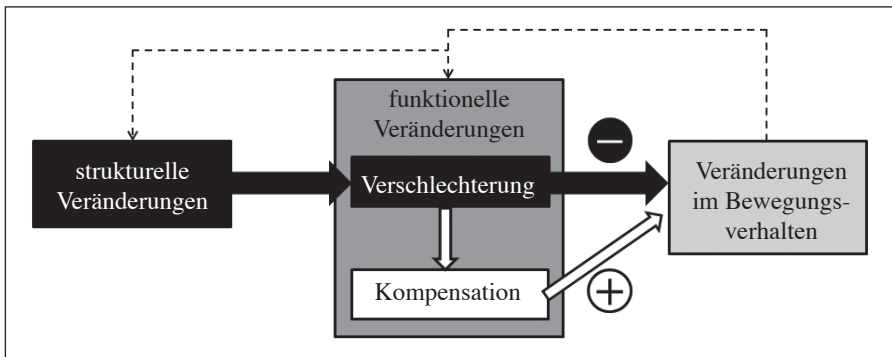 funktionelle
Veränderungen
strukturelle
Veränderungen
Verschlechterung
−
Veränderungen
im Bewegungs-
verhalten
Kompensation
+